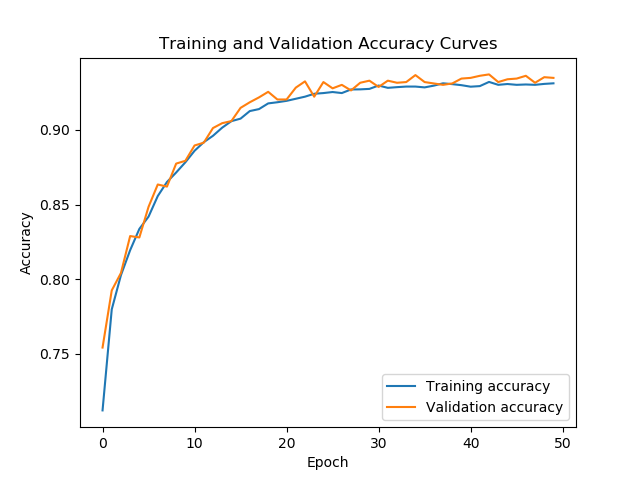 Training and Validation Accuracy Curves
Accuracy
0.90
0.85
0.80
0.75
Training accuracy
Validation accuracy
0 10 20 30 40 50
Epoch